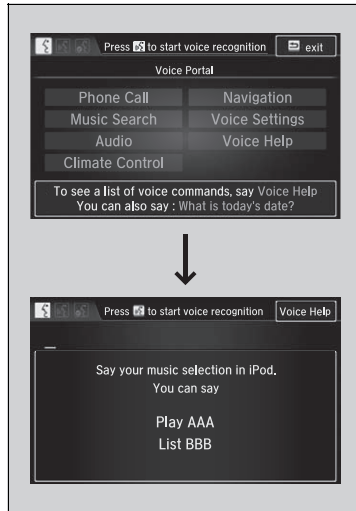 Press to start voice recognition exit
Voice Portal
Phone Call Navigation
Music Search Voice Settings
Audio Voice Help
Climate Control
To see a list of voice commands, say Voice Help
You can also say : What is today's date?
Press to start voice recognition Voice Help
Say your music selection in iPod.
You can say
Play AAA
List BBB